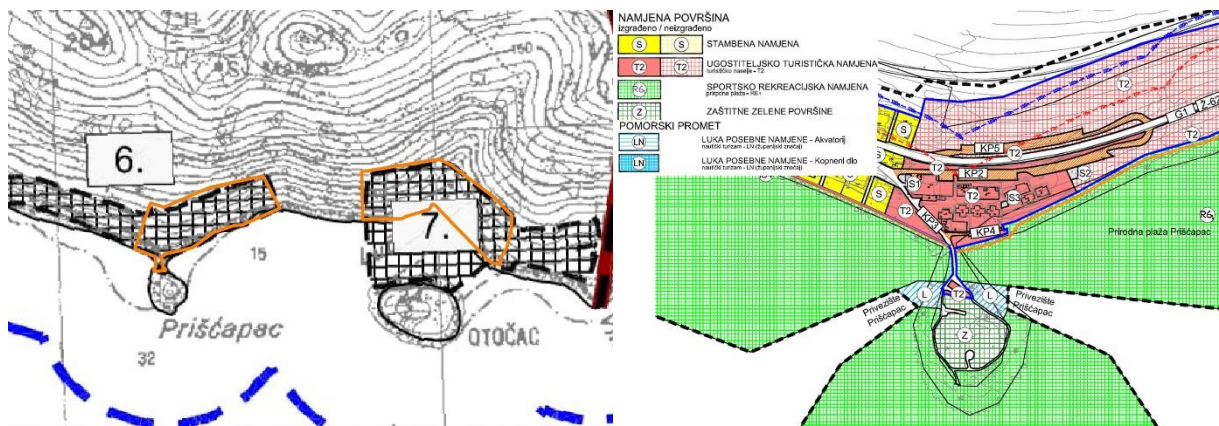 204
6.
7.
15
32
150
Prišćapac
OTOČAC
NAMJENA POVRŠINA
izgrađeno / neizgrađeno
S S STAMBENA NAMJENA
T2 T2 UGOSTITELJSKO TURISTIČKA NAMJENA
turističko naselje - T2
R6 SPORTSKO REKREACIJSKA NAMJENA
Z ZAŠTITNE ZELENE POVRŠINE
POMORSKI PROMET
LN LUKA POSEBNE NAMJENE - Akvatorij
nautički turizam - LN (županijski značaj)
LN LUKA POSEBNE NAMJENE - Kopneni dio
nautički turizam - LN (županijski značaj)
T2
G1
T2
S
KP5
T2
T2
S
KP2
S2
S1
T2
S3
S
T2
KP3
KP4
R6
Prirodna plaža Prišćapac
L
T2
L
Privezište
Prišćapac
Privezište
Prišćapac
Z